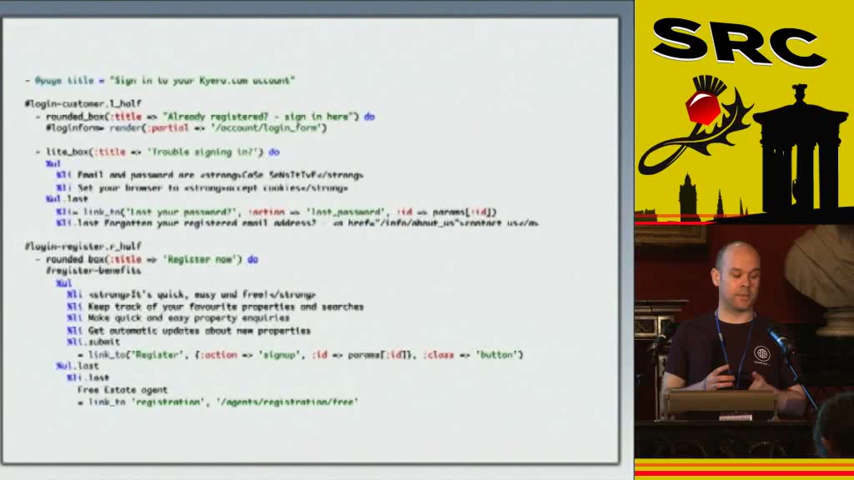 - @page_title = "Sign in to your Kyero.com account"
#login-customer.l_half
- rounded_box(:title => "Already registered? - sign in here") do
#loginform= render(:partial => '/account/login_form')
- lite_box(:title => 'Trouble signing in?') do
%ul
%li Email and password are <strong>CaSe SeNsItIvE</strong>
%li Set your browser to <strong>accept cookies</strong>
%ul.last
%li= link_to('Lost your password?', :action => 'lost_password', :id => params[:id])
%li.last Forgotten your registered email address? - <a href="/info/about_us">contact us</a>
#login-register.r_half
- rounded_box(:title => 'Register now') do
#register-benefits
%ul
%li <strong>It's quick, easy and free!</strong>
%li Keep track of your favourite properties and searches
%li Make quick and easy property enquiries
%li Get automatic updates about new properties
%li.submit
= link_to('Register', {:action => 'signup', :id => params[:id]}, :class => 'button')
%ul.last
%li.last
Free Estate agent
= link_to 'registration', '/agents/registration/free'
SRC